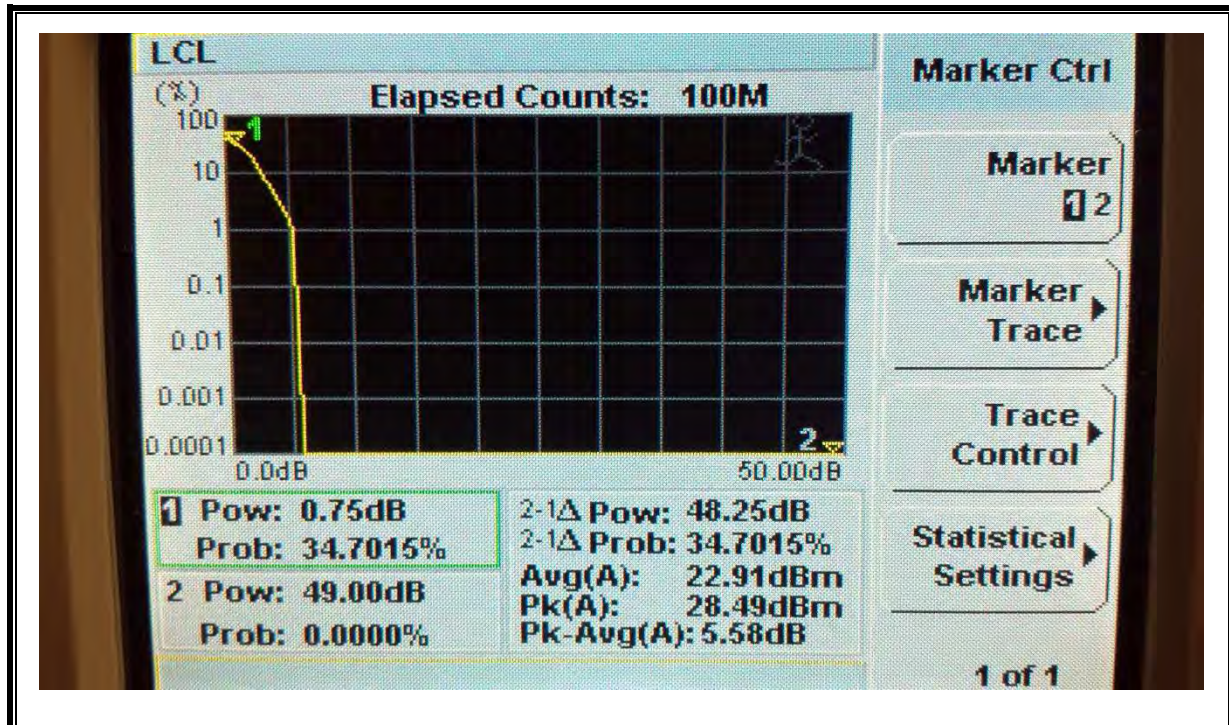 LCL
Marker Ctrl
(%)
Elapsed Counts: 100M
100
10
1
0.1
0.01
0.001
0.0001
1
2
0.0dB
50.00dB
1 Pow: 0.75dB
Prob: 34.7015%
2 Pow: 49.00dB
Prob: 0.0000%
2-1Δ Pow: 48.25dB
2-1Δ Prob: 34.7015%
Avg(A): 22.91dBm
Pk(A): 28.49dBm
Pk-Avg(A): 5.58dB
Marker
1 2
Marker
Trace
Trace
Control
Statistical
Settings
1 of 1